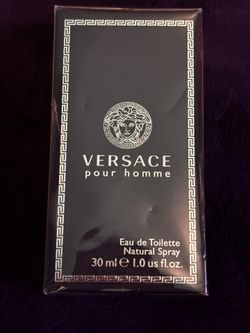 VERSACE
pour homme
Eau de Toilette
Natural Spray
30 ml ℮ 1.0 us fl.oz.